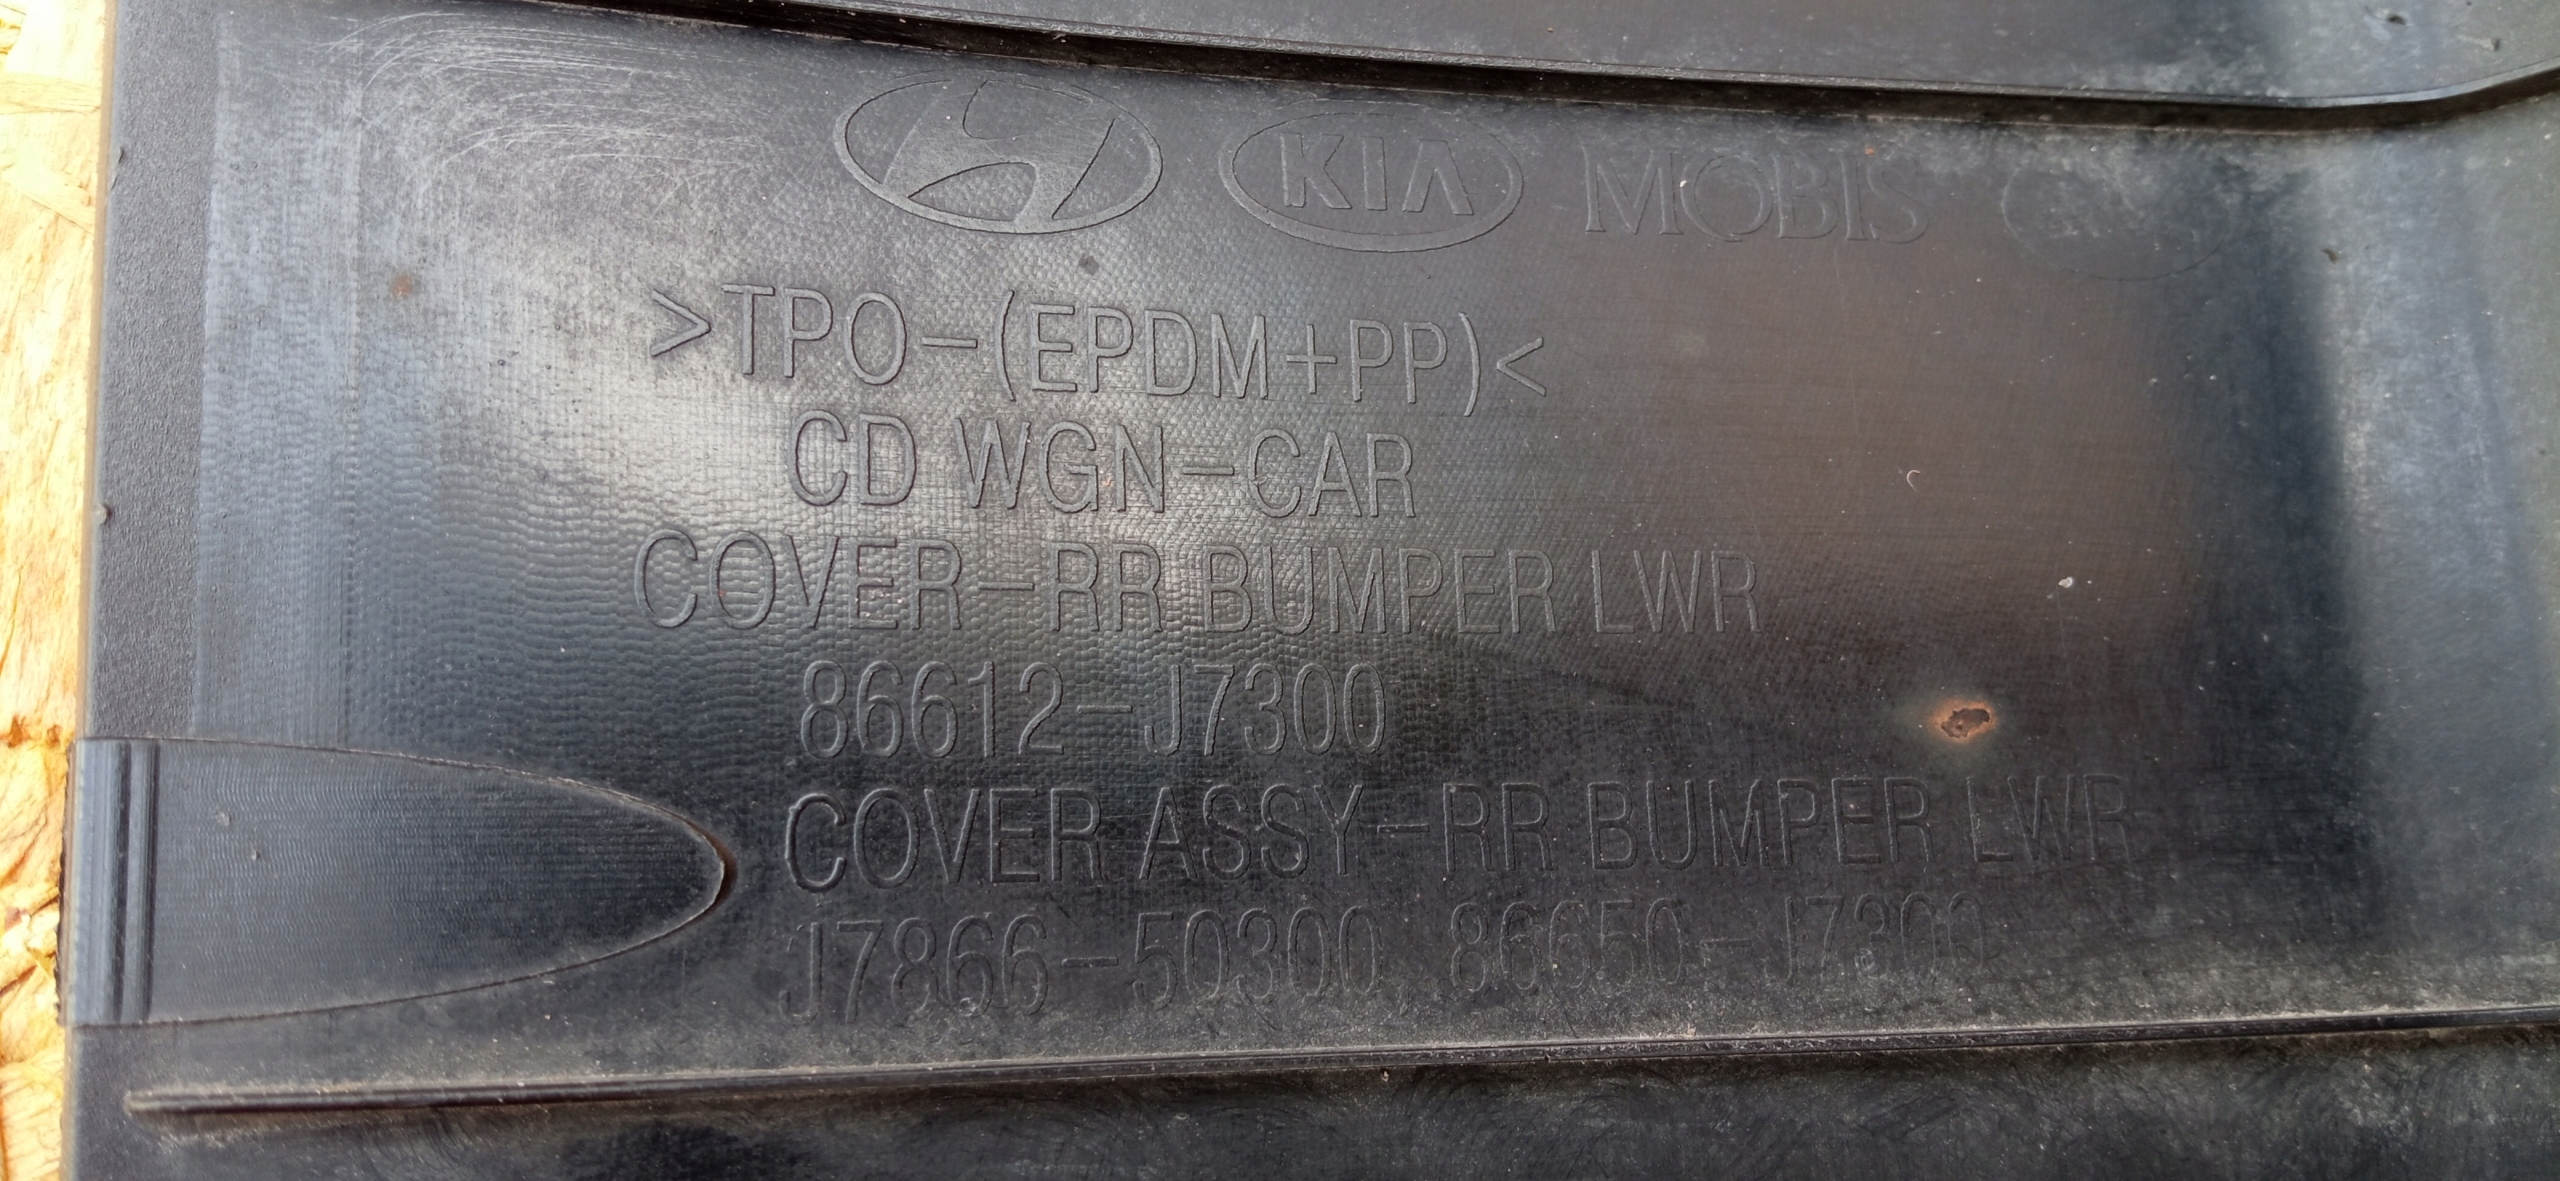 KIA MOBIS
>TPO-(EPDM+PP)<
CD WGN-CAR
COVER-RR BUMPER LWR
86612-J7300
COVER ASSY-RR BUMPER LWR
J7866-50300 86650-J7300